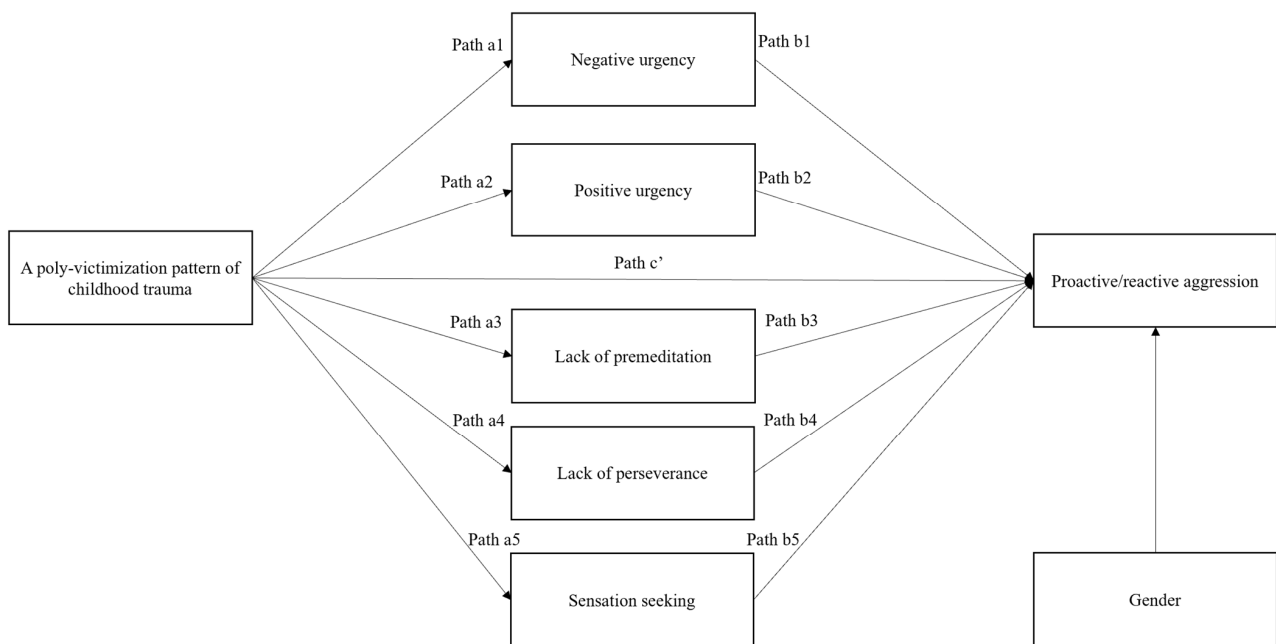 Path a1
Negative urgency
Path b1
Path a2
Positive urgency
Path b2
A poly-victimization pattern of
childhood trauma
Path c’
Proactive/reactive aggression
Path a3
Lack of premeditation
Path b3
Path a4
Lack of perseverance
Path b4
Path a5
Sensation seeking
Path b5
Gender